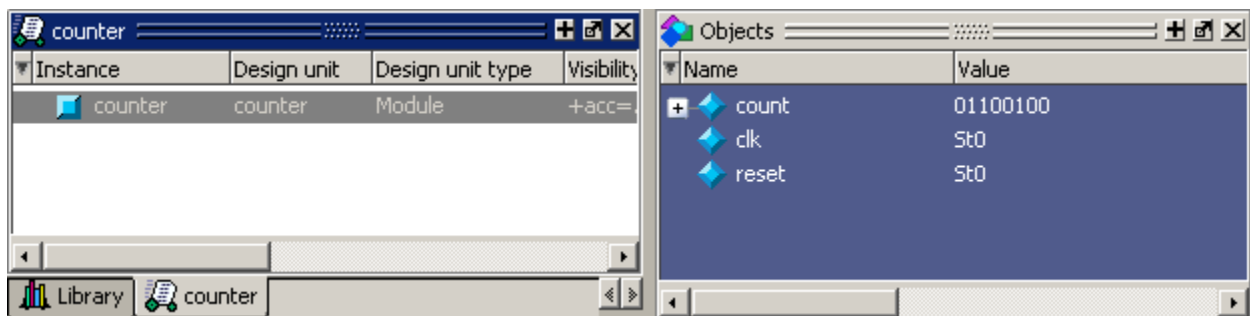 counter
Instance Design unit Design unit type Visibility
counter counter Module +acc=.
Library counter
Objects
Name Value
count 01100100
clk St0
reset St0